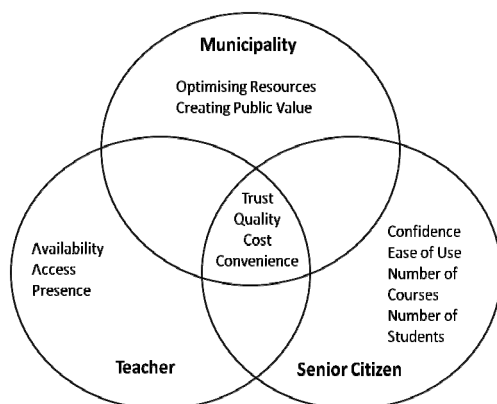 Municipality
Optimising Resources
Creating Public Value
Trust
Quality
Cost
Convenience
Availability
Access
Presence
Confidence
Ease of Use
Number of
Courses
Number of
Students
Teacher
Senior Citizen